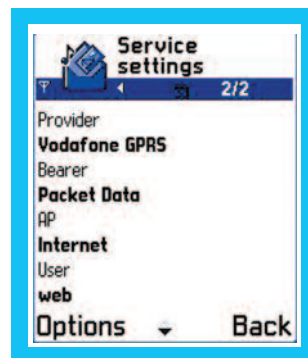 Service
settings
2/2
Provider
Vodafone GPRS
Bearer
Packet Data
AP
Internet
User
web
Options Back